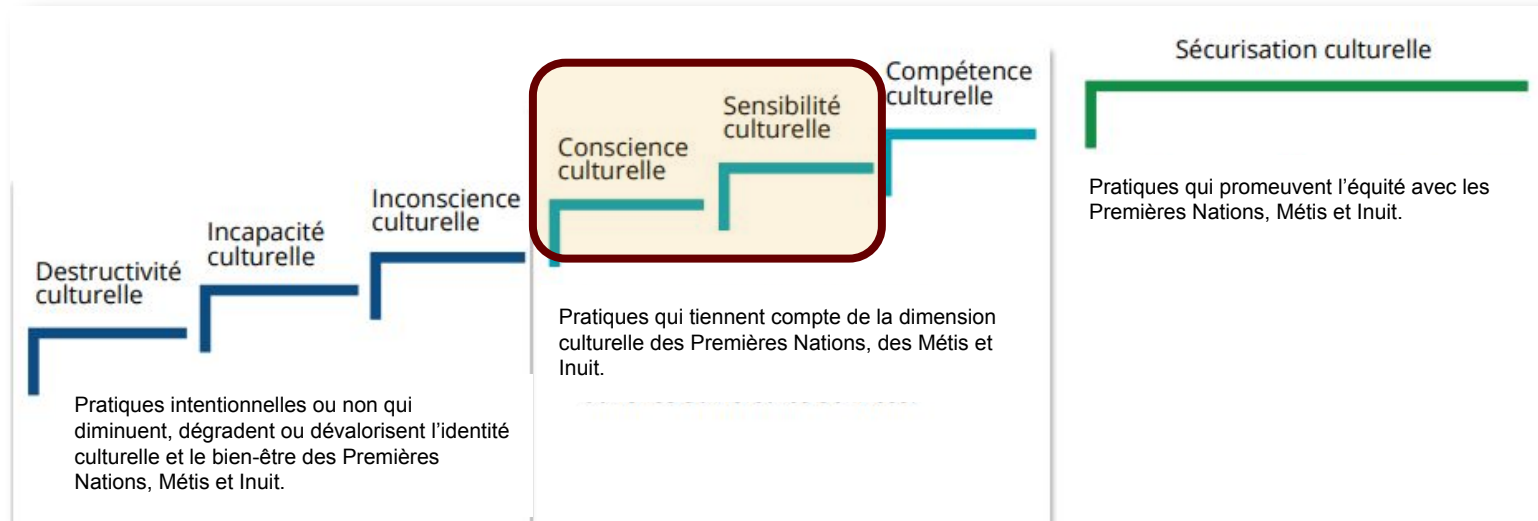 Destructivité
culturelle
Incapacité
culturelle
Inconscience
culturelle
Pratiques intentionnelles ou non qui
diminuent, dégradent ou dévalorisent l’identité
culturelle et le bien-être des Premières
Nations, Métis et Inuit.
Conscience
culturelle
Sensibilité
culturelle
Compétence
culturelle
Pratiques qui tiennent compte de la dimension
culturelle des Premières Nations, des Métis et
Inuit.
Sécurisation culturelle
Pratiques qui promeuvent l’équité avec les
Premières Nations, Métis et Inuit.